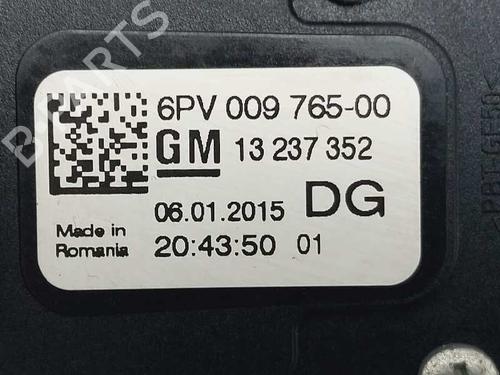 6PV 009 765-00
GM 13 237 352
06.01.2015 DG
Made in
Romania
20:43:50 01